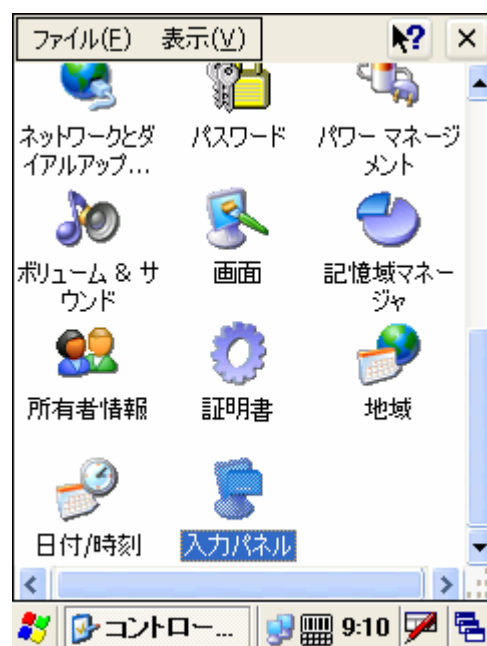 ファイル(F) 表示(V)
?
ネットワークとダ
イアルアップ...
パスワード
パワー マネージ
メント
ボリューム & サ
ウンド
画面
記憶域マネー
ジャ
所有者情報
証明書
地域
日付/時刻
入力パネル
コントロー... 9:10